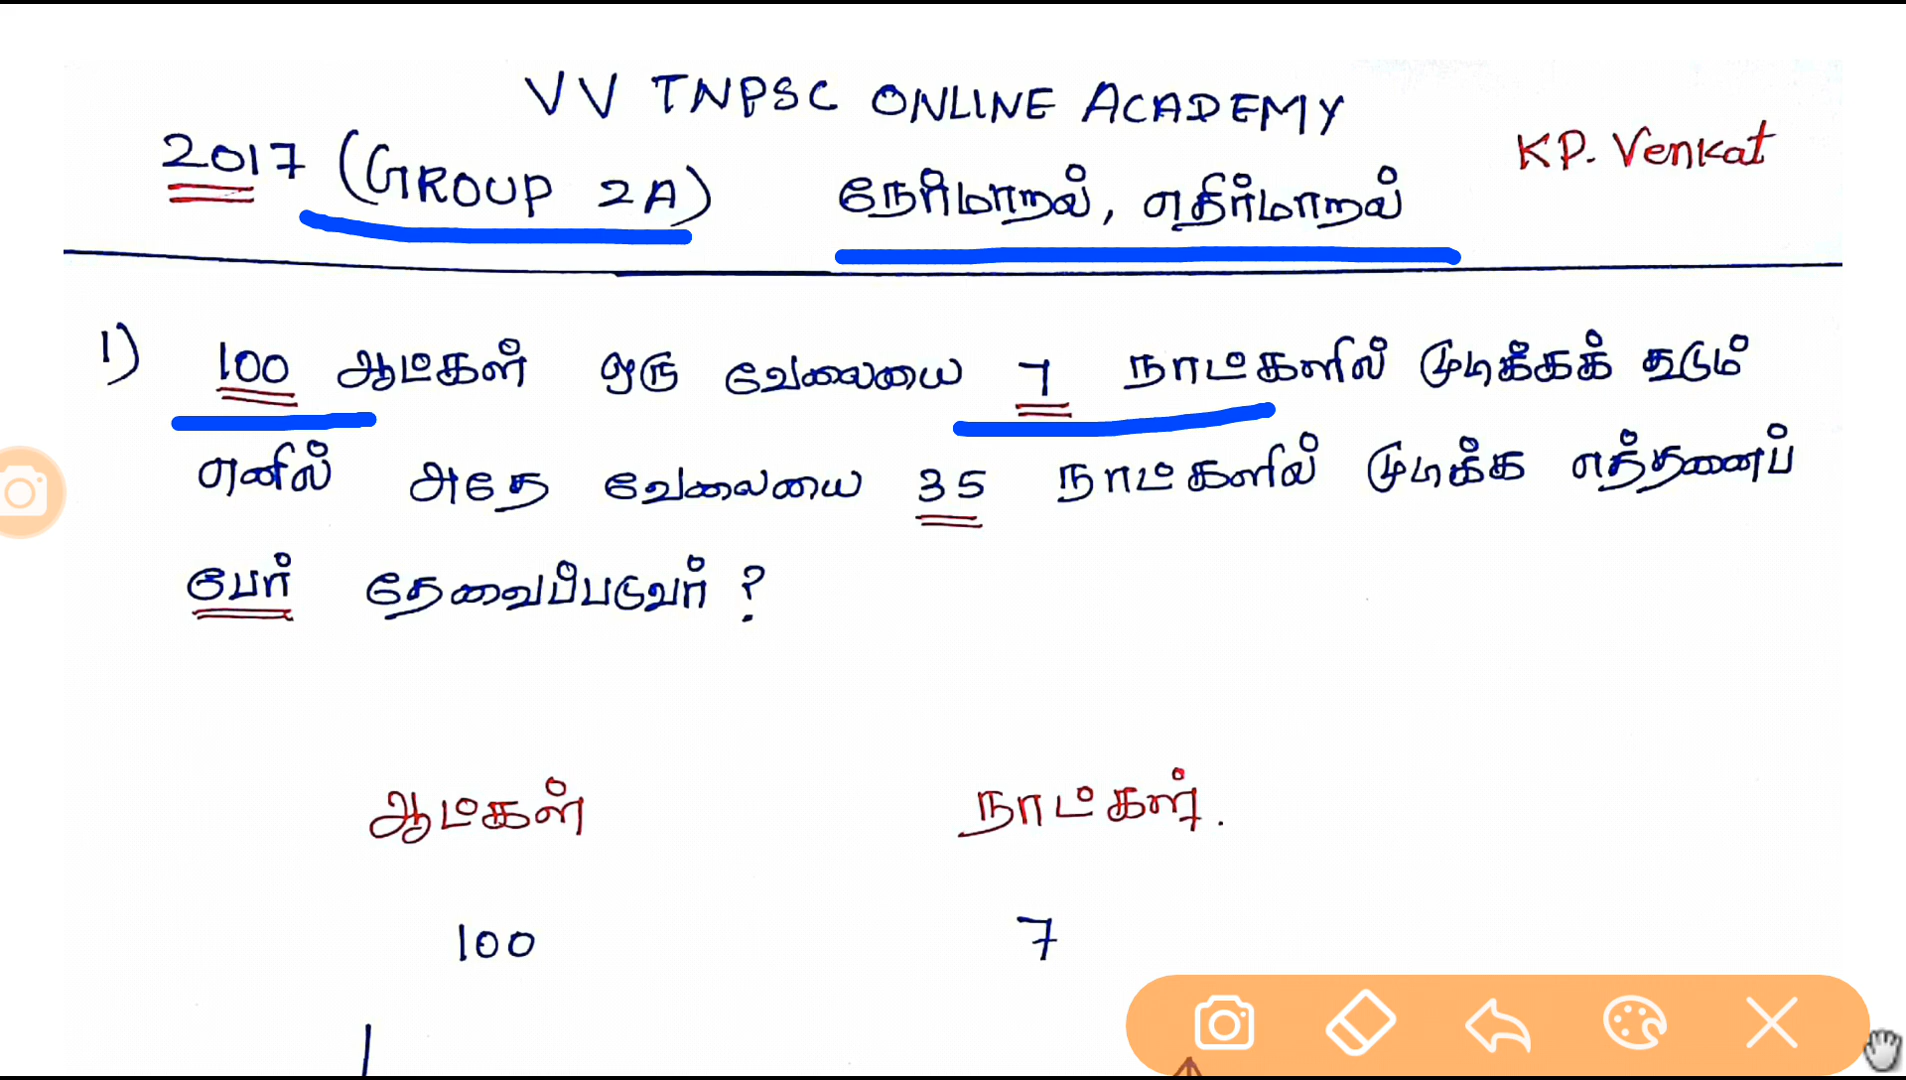 VV TNPSC ONLINE ACADEMY
2017 (GROUP 2A) நேர்மாறல், எதிர்மாறல் KP. Venkat
1) 100 ஆட்கள் ஒரு வேலையை 7 நாட்களில் முடிக்கக் கூடும்
எனில் அதே வேலையை 35 நாட்களில் முடிக்க எத்தனைப்
பேர் தேவைப்படுவர் ?
ஆட்கள் நாட்கள்.
100 7